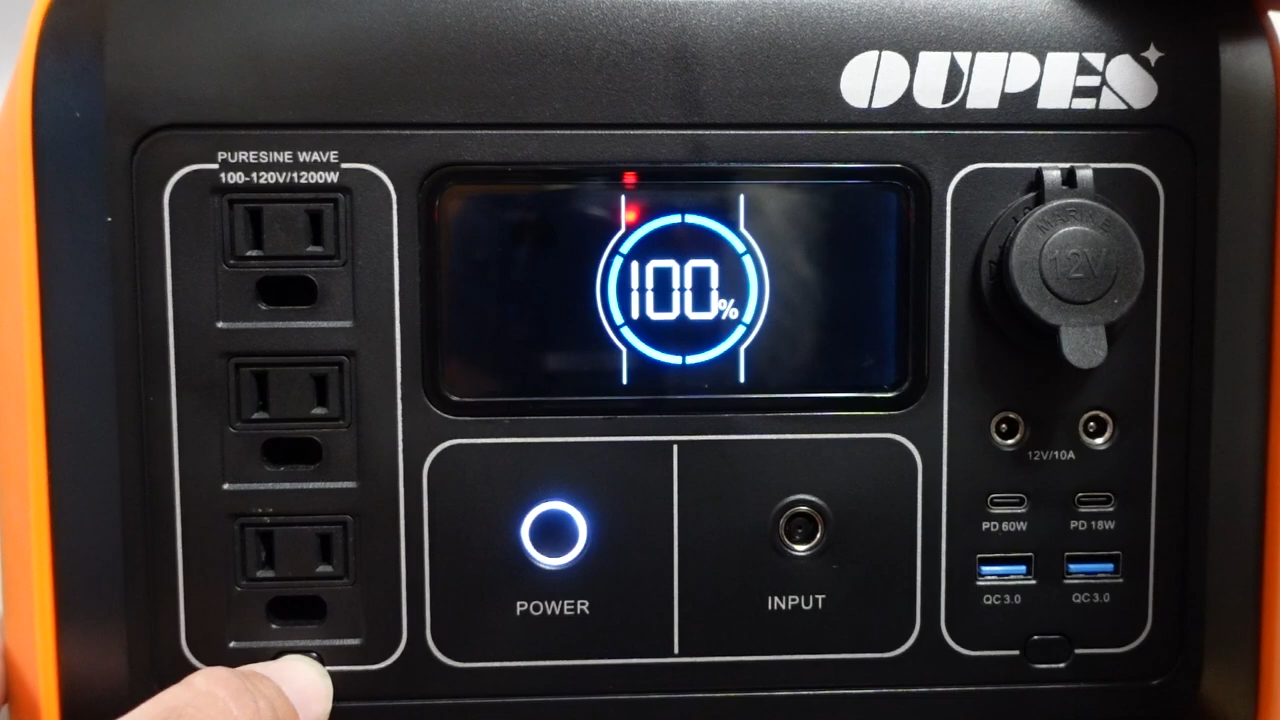 OUPES
PURESINE WAVE
100-120V/1200W
100%
MARINE
12V
12V/10A
PD 60W
PD 18W
QC 3.0
QC 3.0
POWER
INPUT